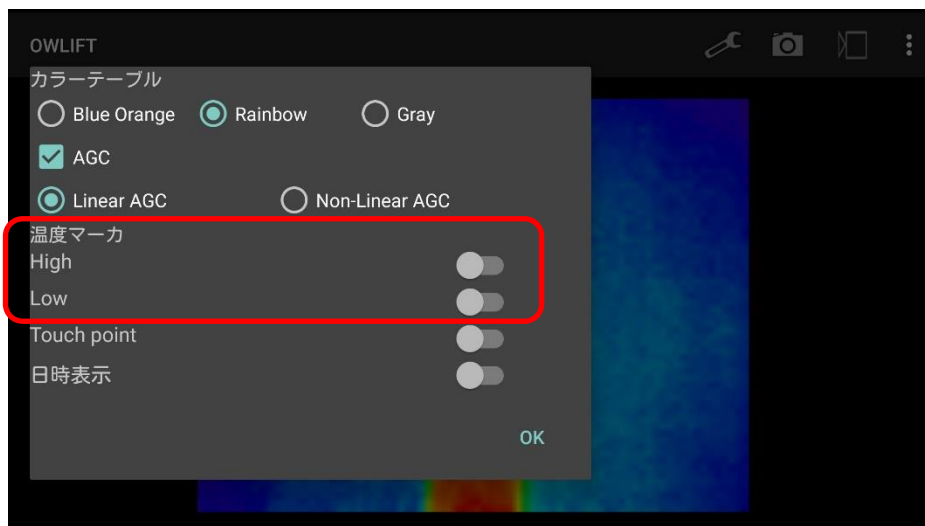 OWLIFT
カラーテーブル
Blue Orange Rainbow Gray
AGC
Linear AGC Non-Linear AGC
温度マーカ
High
Low
Touch point
日時表示
OK